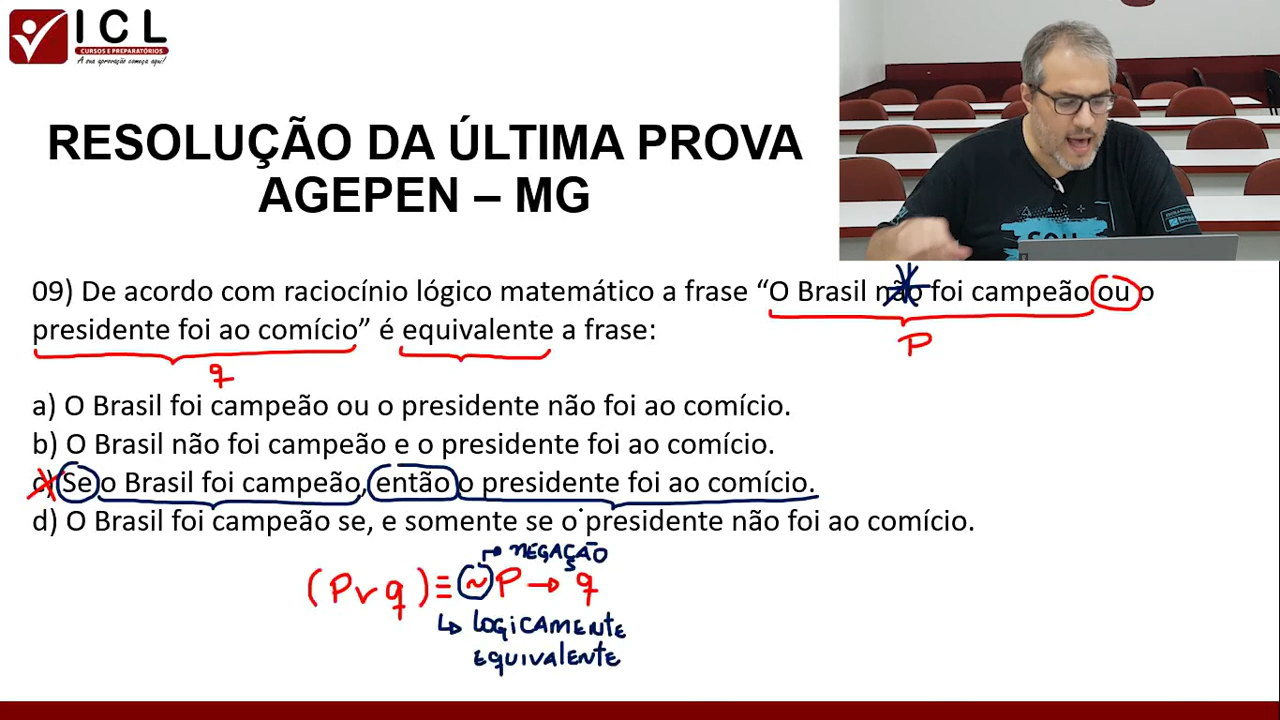 ICL
CURSOS E PREPARATÓRIOS
A sua aprovação começa aqui!
RESOLUÇÃO DA ÚLTIMA PROVA
AGEPEN – MG
SOU
09) De acordo com raciocínio lógico matemático a frase “O Brasil não foi campeão ou o
presidente foi ao comício” é equivalente a frase:
P
q
a) O Brasil foi campeão ou o presidente não foi ao comício.
b) O Brasil não foi campeão e o presidente foi ao comício.
c) Se o Brasil foi campeão, então o presidente foi ao comício.
d) O Brasil foi campeão se, e somente se o presidente não foi ao comício.
↳ NEGAÇÃO
(P v q) ≡ ~P → q
↳ LOGICAMENTE
EQUIVALENTE